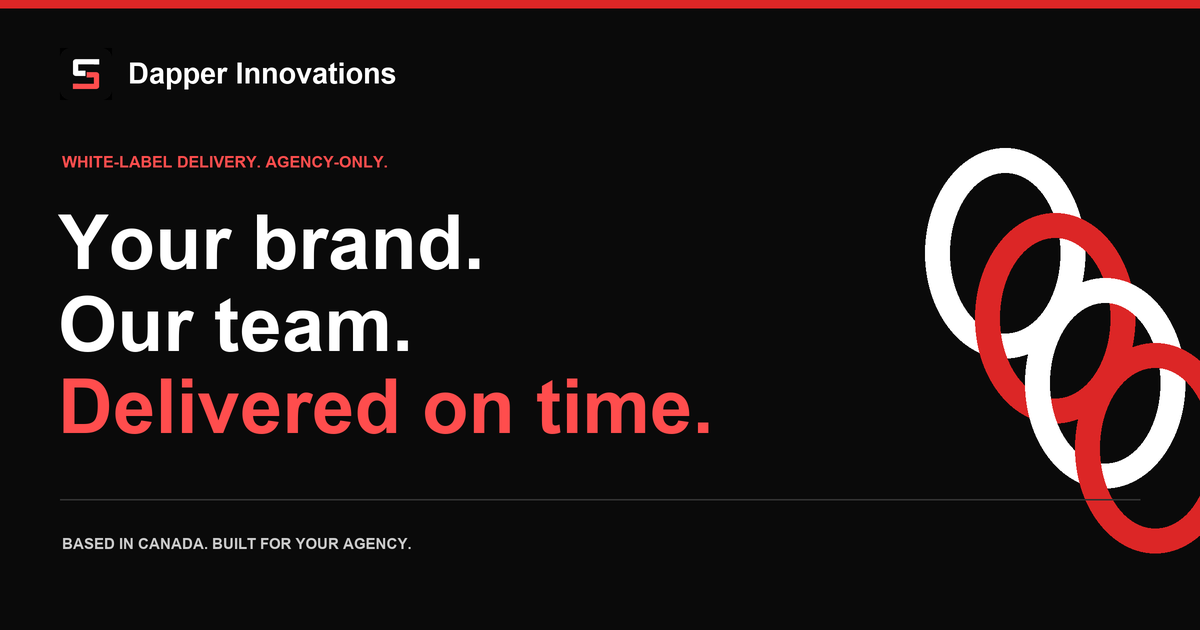 Dapper Innovations
WHITE-LABEL DELIVERY. AGENCY-ONLY.
Your brand.
Our team.
Delivered on time.
BASED IN CANADA. BUILT FOR YOUR AGENCY.